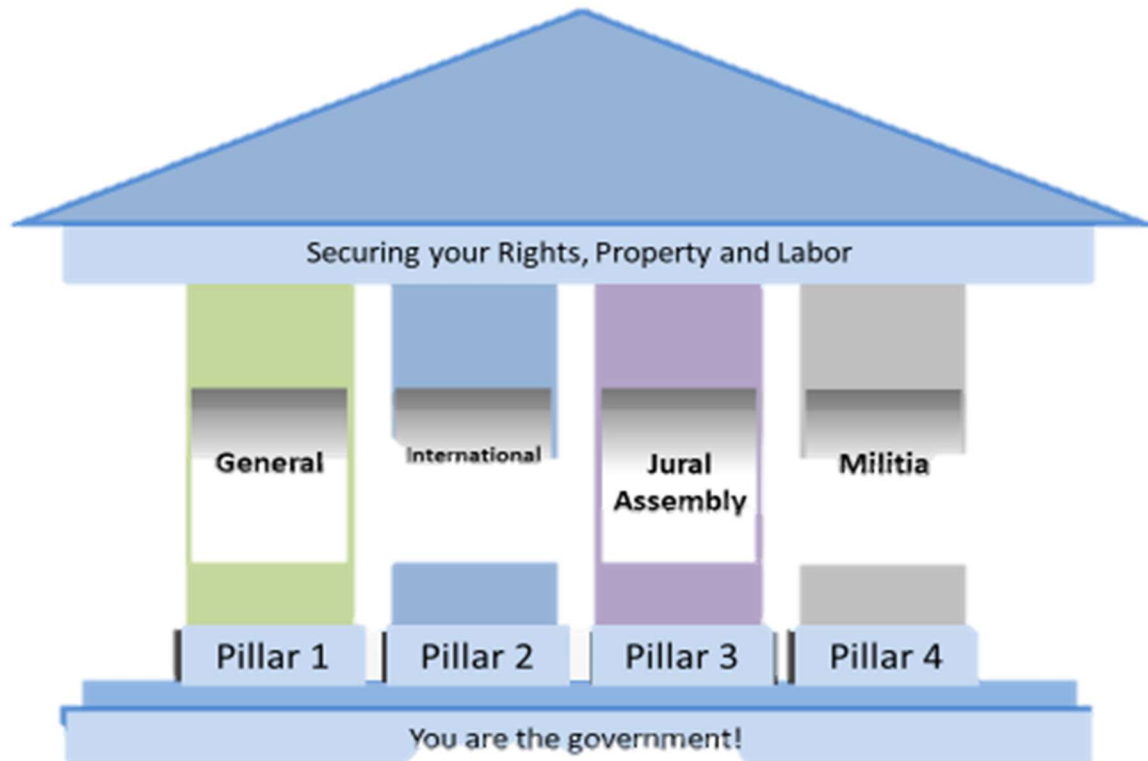 Securing your Rights, Property and Labor
General
International
Jural
Assembly
Militia
Pillar 1
Pillar 2
Pillar 3
Pillar 4
You are the government!